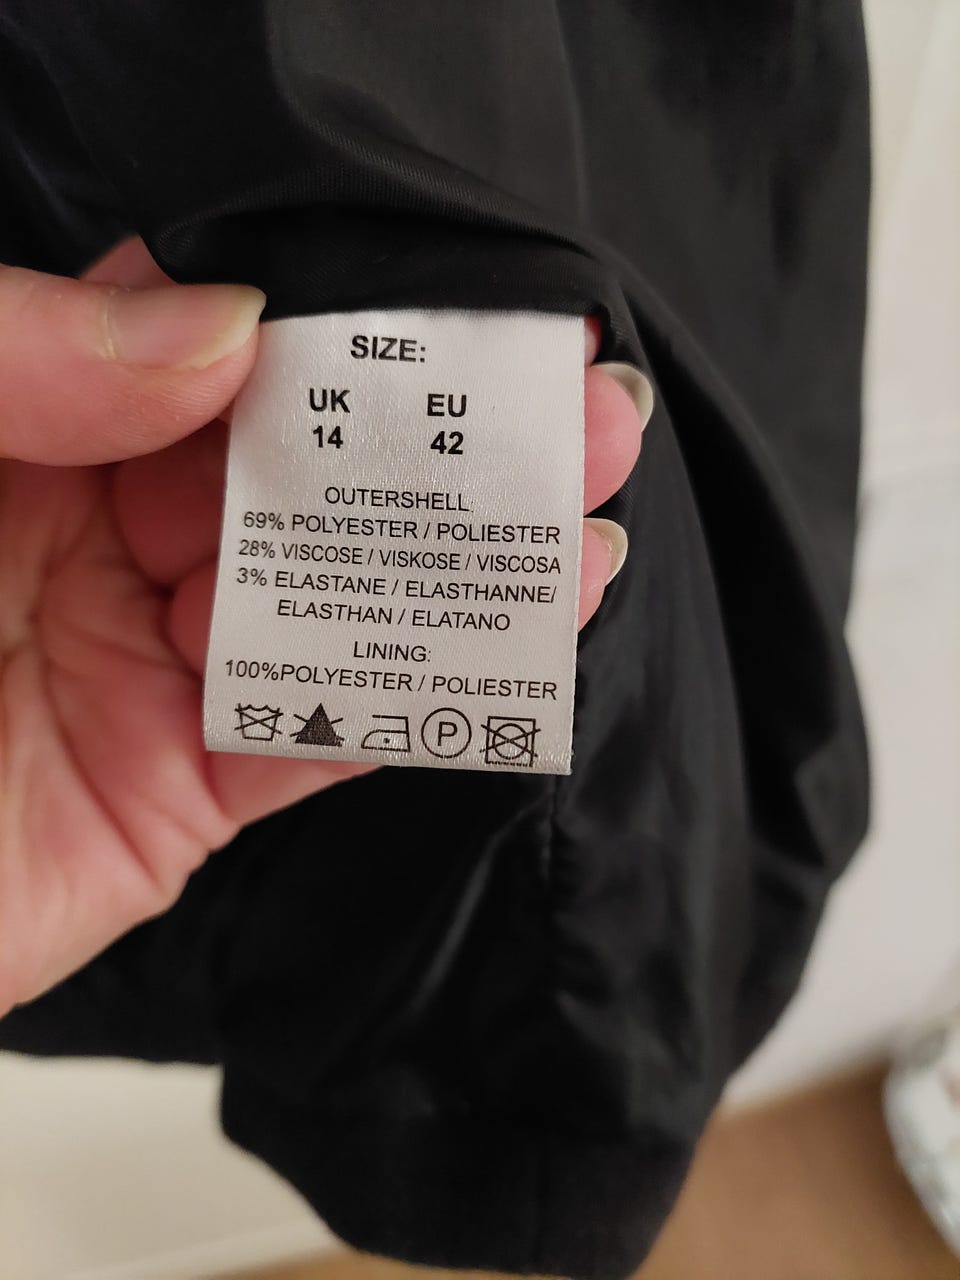 SIZE:
UK EU
14 42
OUTERSHELL:
69% POLYESTER / POLIESTER
28% VISCOSE / VISKOSE / VISCOSA
3% ELASTANE / ELASTHANNE/
ELASTHAN / ELATANO
LINING:
100%POLYESTER / POLIESTER
P